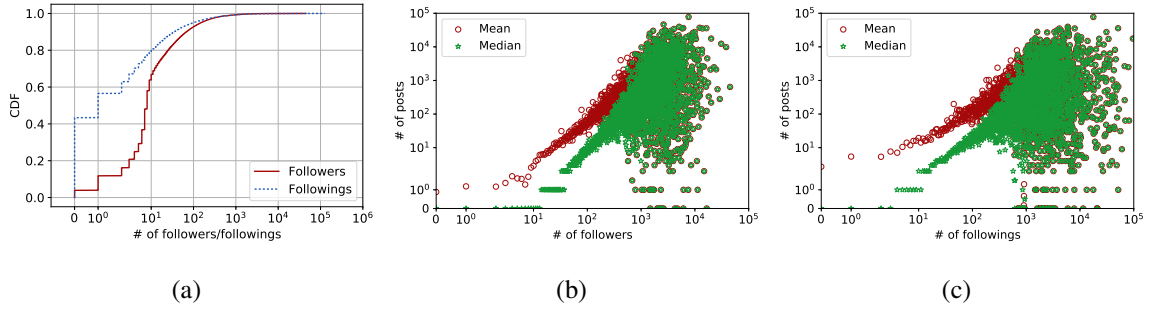 CDF
1.0
0.8
0.6
0.4
0.2
0.0
Followers
Followings
0 10^0 10^1 10^2 10^3 10^4 10^5 10^6
# of followers/followings
(a)
# of posts
10^5
10^4
10^3
10^2
10^1
10^0
0
Mean
Median
0 10^0 10^1 10^2 10^3 10^4 10^5
# of followers
(b)
# of posts
10^5
10^4
10^3
10^2
10^1
10^0
0
Mean
Median
0 10^0 10^1 10^2 10^3 10^4 10^5
# of followings
(c)